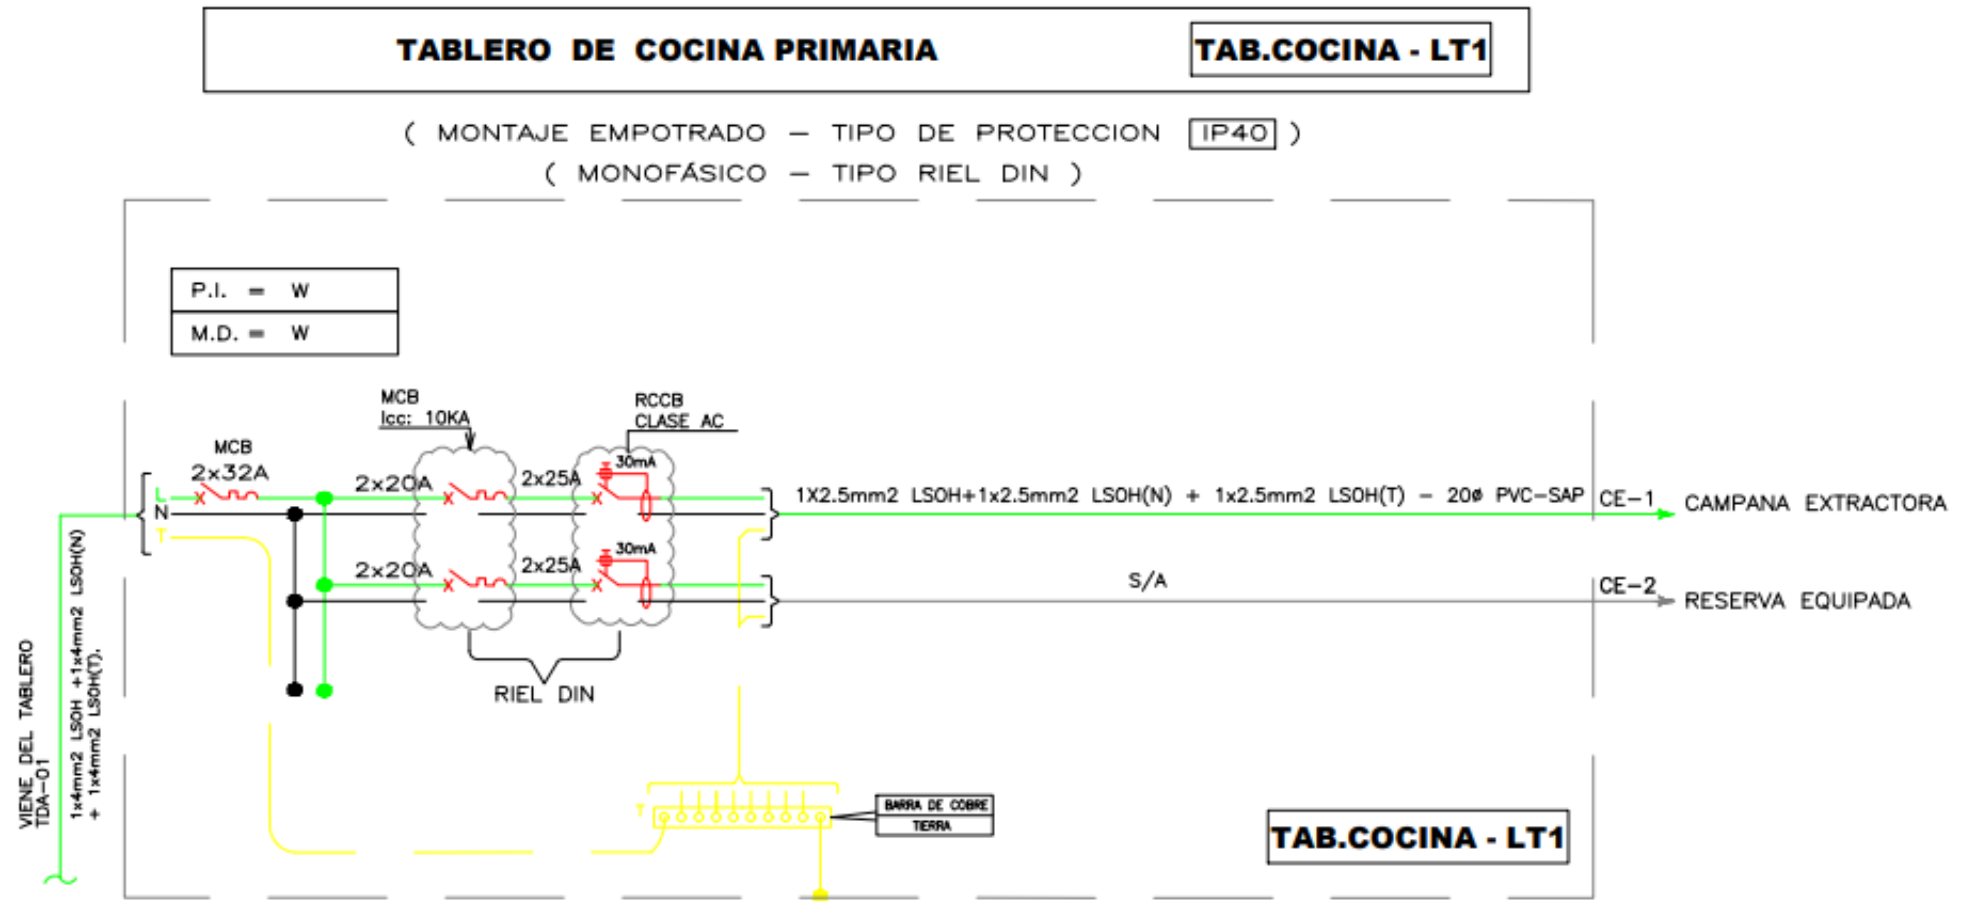 TABLERO DE COCINA PRIMARIA
TAB.COCINA - LT1
( MONTAJE EMPOTRADO – TIPO DE PROTECCION IP40 )
( MONOFÁSICO – TIPO RIEL DIN )
P.I. = W
M.D. = W
MCB
Icc: 10KA
RCCB
CLASE AC
MCB
2x32A
2x20A
2x25A
30mA
L
N
T
1X2.5mm2 LSOH+1x2.5mm2 LSOH(N) + 1x2.5mm2 LSOH(T) – 20ø PVC–SAP
CE–1
CAMPANA EXTRACTORA
2x20A
2x25A
30mA
S/A
CE–2
RESERVA EQUIPADA
RIEL DIN
VIENE DEL TABLERO
TDA–01
1x4mm2 LSOH +1x4mm2 LSOH(N)
+ 1x4mm2 LSOH(T).
T
BARRA DE COBRE
TIERRA
TAB.COCINA - LT1